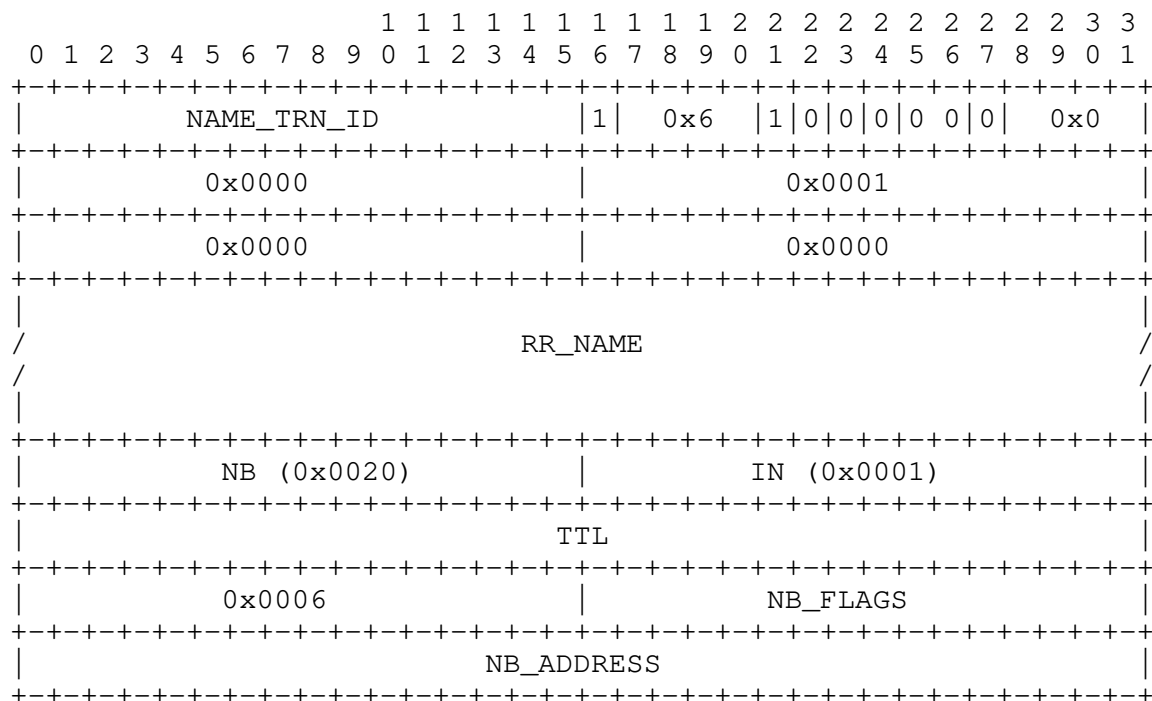 1 1 1 1 1 1 1 1 1 1 2 2 2 2 2 2 2 2 2 2 3 3
 0 1 2 3 4 5 6 7 8 9 0 1 2 3 4 5 6 7 8 9 0 1 2 3 4 5 6 7 8 9 0 1
+-+-+-+-+-+-+-+-+-+-+-+-+-+-+-+-+-+-+-+-+-+-+-+-+-+-+-+-+-+-+-+-+
|         NAME_TRN_ID           |1|  0x6  |1|0|0|0|0 0|0|  0x0  |
+-+-+-+-+-+-+-+-+-+-+-+-+-+-+-+-+-+-+-+-+-+-+-+-+-+-+-+-+-+-+-+-+
|          0x0000               |           0x0001              |
+-+-+-+-+-+-+-+-+-+-+-+-+-+-+-+-+-+-+-+-+-+-+-+-+-+-+-+-+-+-+-+-+
|          0x0000               |           0x0000              |
+-+-+-+-+-+-+-+-+-+-+-+-+-+-+-+-+-+-+-+-+-+-+-+-+-+-+-+-+-+-+-+-+
|                                                               |
/                            RR_NAME                            /
/                                                               /
|                                                               |
+-+-+-+-+-+-+-+-+-+-+-+-+-+-+-+-+-+-+-+-+-+-+-+-+-+-+-+-+-+-+-+-+
|           NB (0x0020)         |         IN (0x0001)           |
+-+-+-+-+-+-+-+-+-+-+-+-+-+-+-+-+-+-+-+-+-+-+-+-+-+-+-+-+-+-+-+-+
|                              TTL                              |
+-+-+-+-+-+-+-+-+-+-+-+-+-+-+-+-+-+-+-+-+-+-+-+-+-+-+-+-+-+-+-+-+
|           0x0006              |          NB_FLAGS             |
+-+-+-+-+-+-+-+-+-+-+-+-+-+-+-+-+-+-+-+-+-+-+-+-+-+-+-+-+-+-+-+-+
|                          NB_ADDRESS                           |
+-+-+-+-+-+-+-+-+-+-+-+-+-+-+-+-+-+-+-+-+-+-+-+-+-+-+-+-+-+-+-+-+